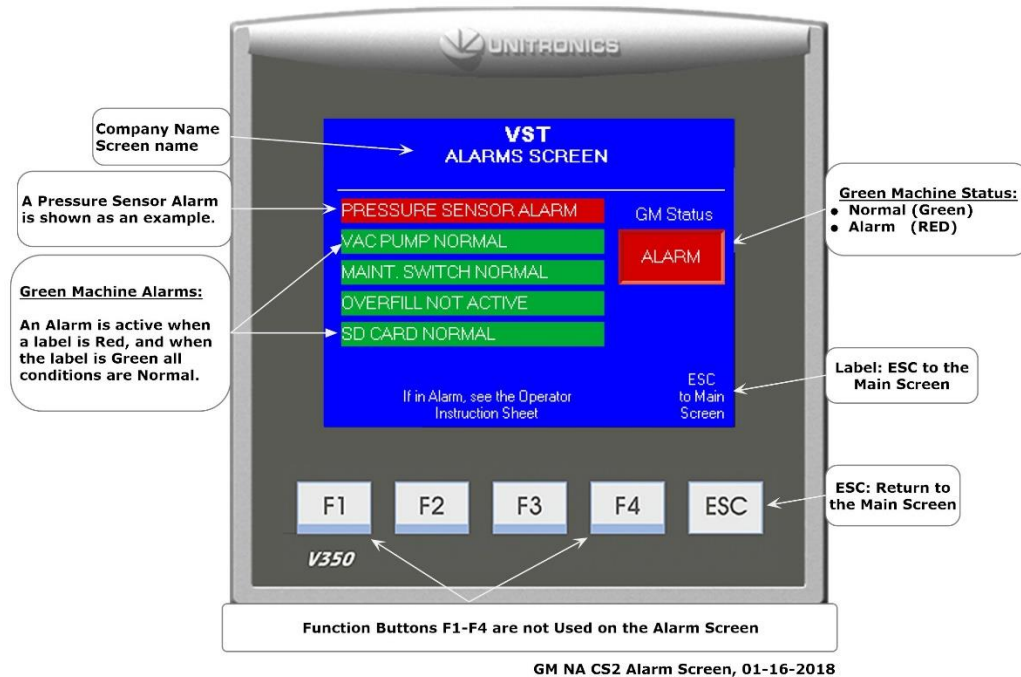 UNITRONICS
Company Name
Screen name
VST
ALARMS SCREEN
A Pressure Sensor Alarm
is shown as an example.
PRESSURE SENSOR ALARM
VAC PUMP NORMAL
MAINT. SWITCH NORMAL
OVERFILL NOT ACTIVE
SD CARD NORMAL
GM Status
ALARM
Green Machine Status:
● Normal (Green)
● Alarm (RED)
Green Machine Alarms:
An Alarm is active when
a label is Red, and when
the label is Green all
conditions are Normal.
If in Alarm, see the Operator
Instruction Sheet
ESC
to Main
Screen
Label: ESC to the
Main Screen
F1
F2
F3
F4
ESC
ESC: Return to
the Main Screen
V350
Function Buttons F1-F4 are not Used on the Alarm Screen
GM NA CS2 Alarm Screen, 01-16-2018